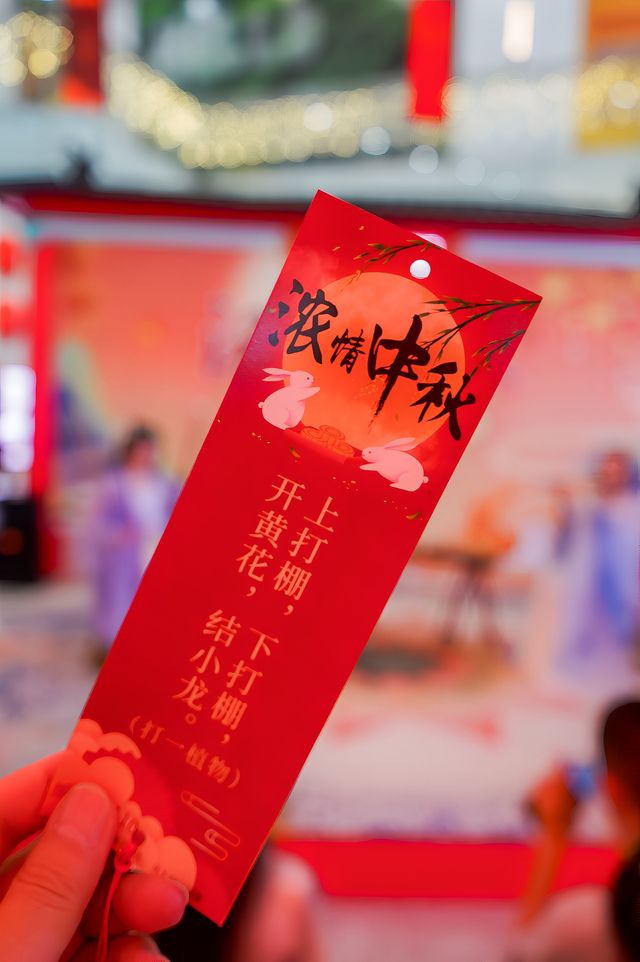 浓情中秋
上打棚，
开黄花，
下打棚，
结小龙。
（打一植物）